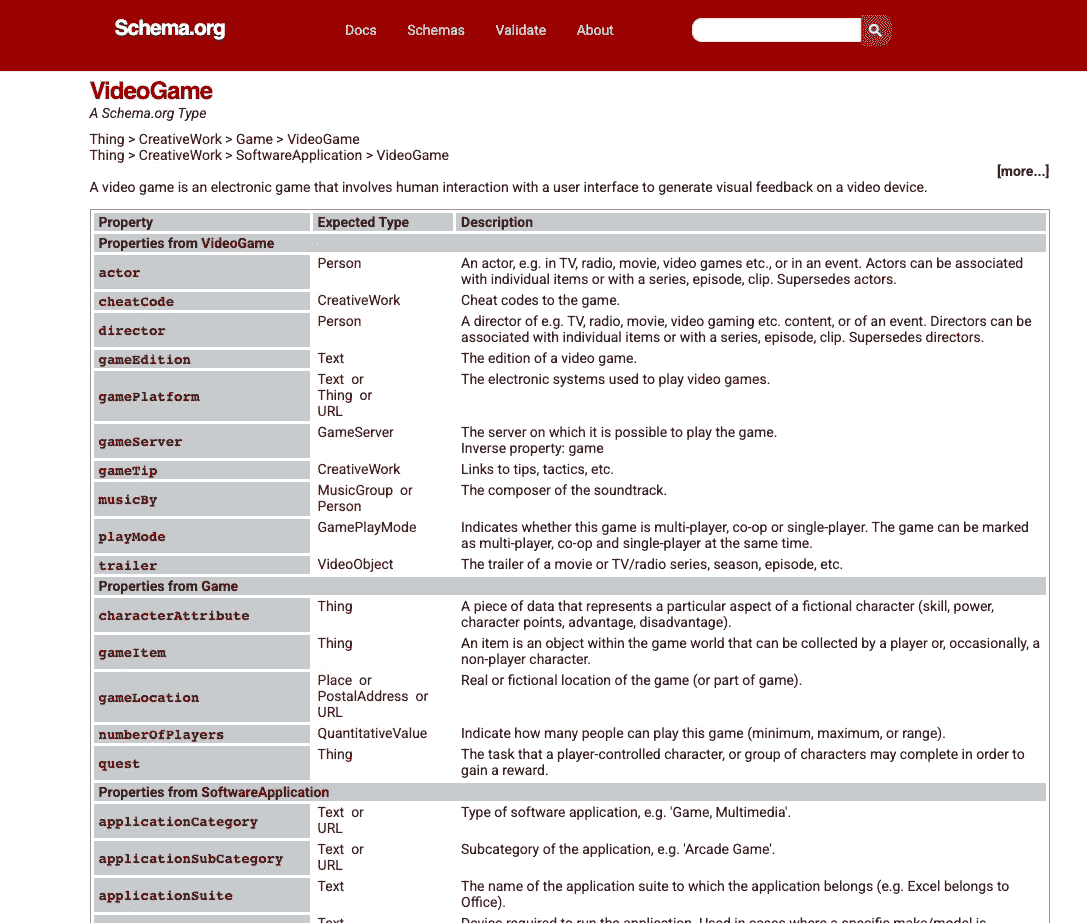 Schema.org
Docs Schemas Validate About
VideoGame
A Schema.org Type
Thing > CreativeWork > Game > VideoGame
Thing > CreativeWork > SoftwareApplication > VideoGame
[more...]
A video game is an electronic game that involves human interaction with a user interface to generate visual feedback on a video device.
Property Expected Type Description
Properties from VideoGame
actor Person An actor, e.g. in TV, radio, movie, video games etc., or in an event. Actors can be associated
with individual items or with a series, episode, clip. Supersedes actors.
cheatCode CreativeWork Cheat codes to the game.
director Person A director of e.g. TV, radio, movie, video gaming etc. content, or of an event. Directors can be
associated with individual items or with a series, episode, clip. Supersedes directors.
gameEdition Text The edition of a video game.
gamePlatform Text or The electronic systems used to play video games.
Thing or
URL
gameServer GameServer The server on which it is possible to play the game.
Inverse property: game
gameTip CreativeWork Links to tips, tactics, etc.
musicBy MusicGroup or The composer of the soundtrack.
Person
playMode GamePlayMode Indicates whether this game is multi-player, co-op or single-player. The game can be marked
as multi-player, co-op and single-player at the same time.
trailer VideoObject The trailer of a movie or TV/radio series, season, episode, etc.
Properties from Game
characterAttribute Thing A piece of data that represents a particular aspect of a fictional character (skill, power,
character points, advantage, disadvantage).
gameItem Thing An item is an object within the game world that can be collected by a player or, occasionally, a
non-player character.
gameLocation Place or Real or fictional location of the game (or part of game).
PostalAddress or
URL
numberOfPlayers QuantitativeValue Indicate how many people can play this game (minimum, maximum, or range).
quest Thing The task that a player-controlled character, or group of characters may complete in order to
gain a reward.
Properties from SoftwareApplication
applicationCategory Text or Type of software application, e.g. 'Game, Multimedia'.
URL
applicationSubCategory Text or Subcategory of the application, e.g. 'Arcade Game'.
URL
applicationSuite Text The name of the application suite to which the application belongs (e.g. Excel belongs to
Office).
Text Device required to run the application. Used in cases where a specific make/model is